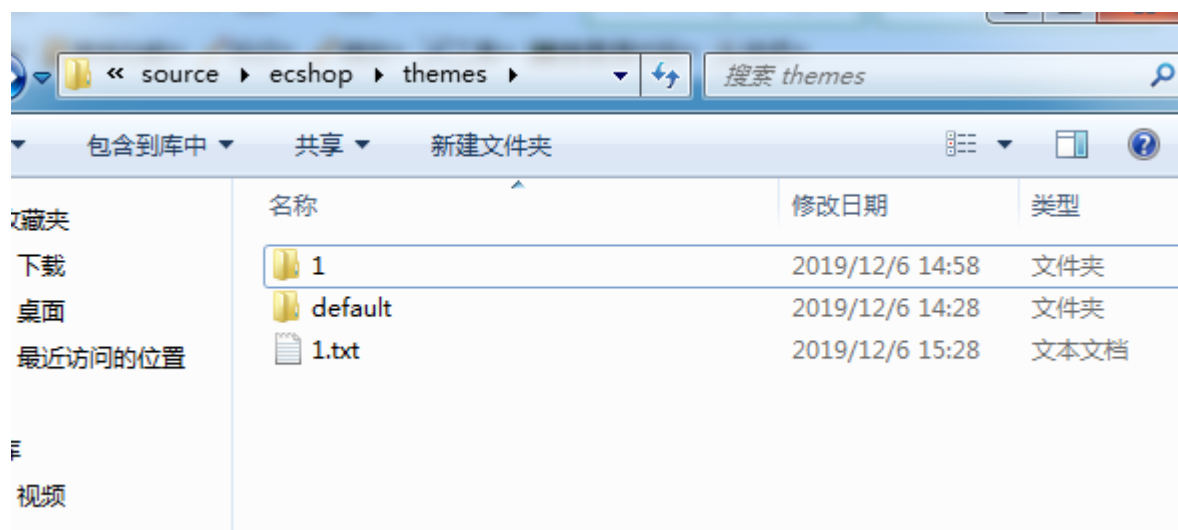 « source ▸ ecshop ▸ themes ▸ 搜索 themes
包含到库中 共享 新建文件夹
名称 修改日期 类型
收藏夹
下载
桌面
最近访问的位置
库
视频
1 2019/12/6 14:58 文件夹
default 2019/12/6 14:28 文件夹
1.txt 2019/12/6 15:28 文本文档